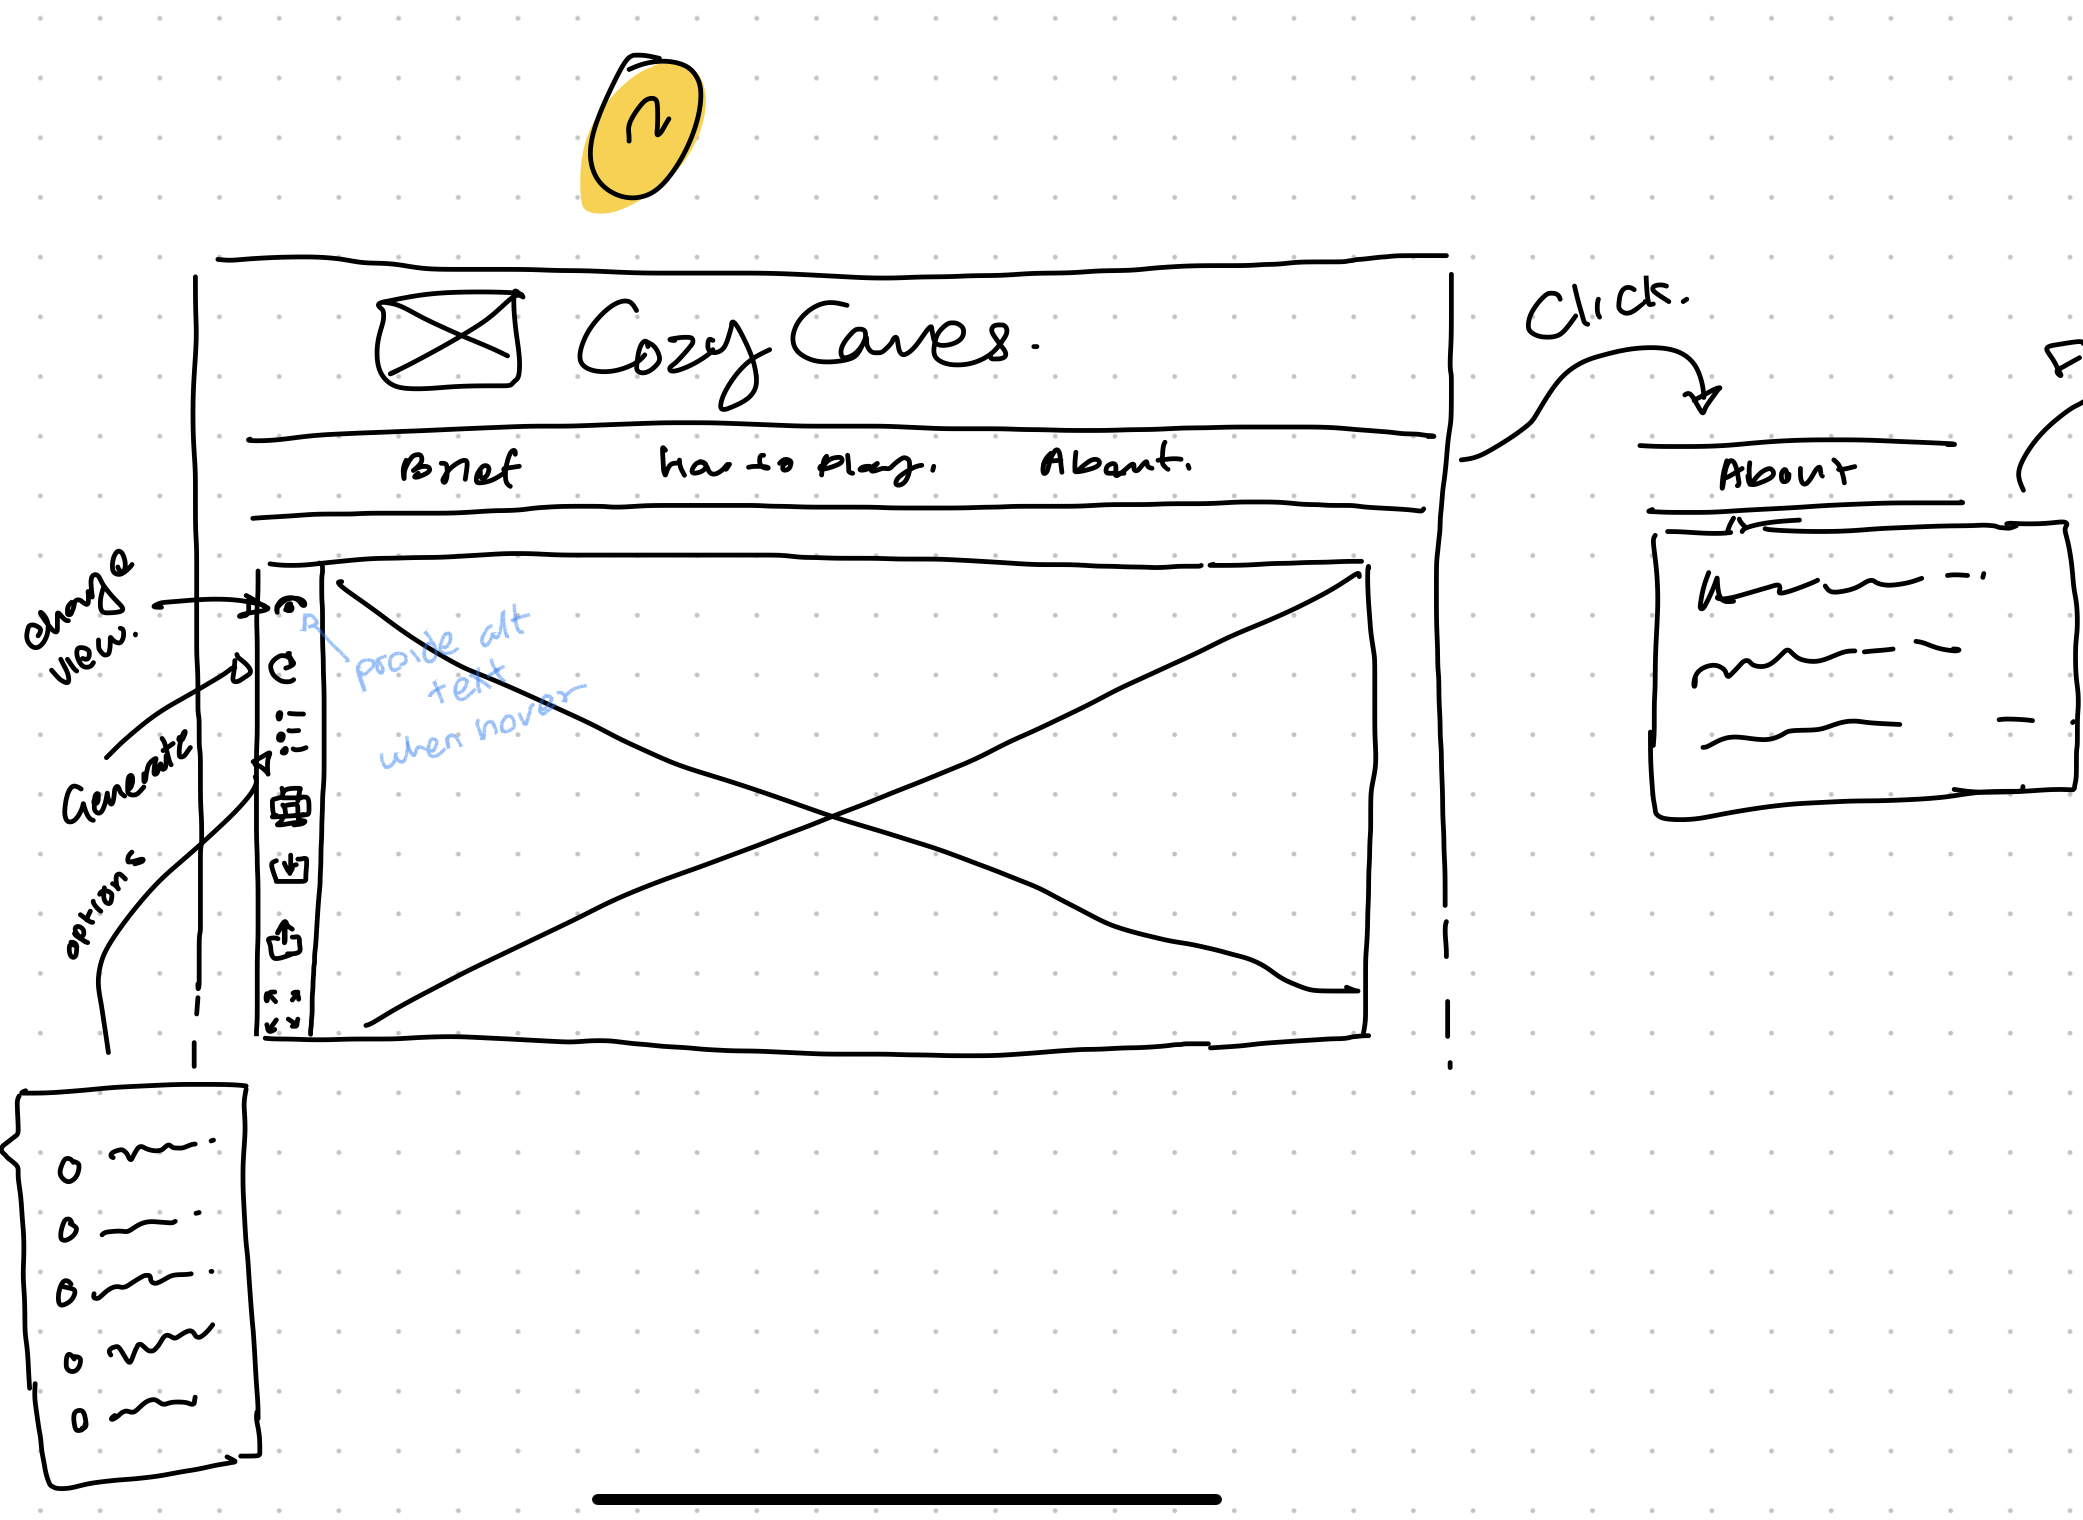 2
Cozy Caves.
Click.
Brief how to play. About.
About
change
view.
provide alt
text
when hover
Generate
options